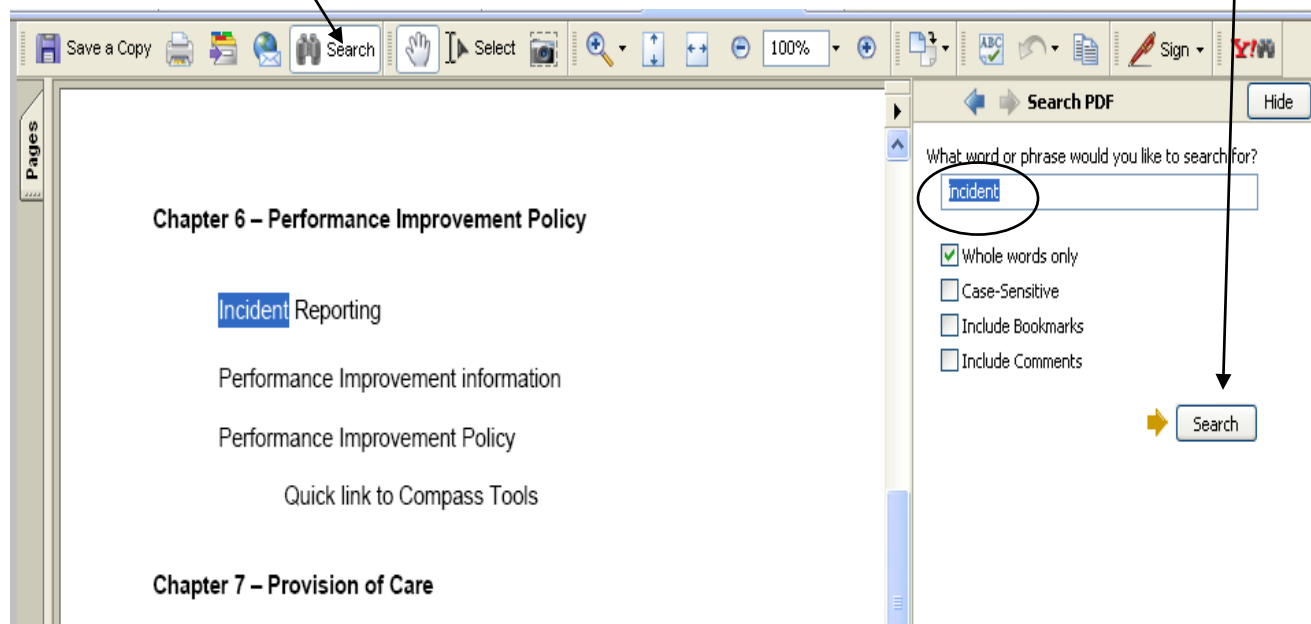 Save a Copy Search Select 100% ABC Sign Y!
Pages
Chapter 6 – Performance Improvement Policy
Incident Reporting
Performance Improvement information
Performance Improvement Policy
Quick link to Compass Tools
Chapter 7 – Provision of Care
Search PDF Hide
What word or phrase would you like to search for?
incident
Whole words only
Case-Sensitive
Include Bookmarks
Include Comments
Search